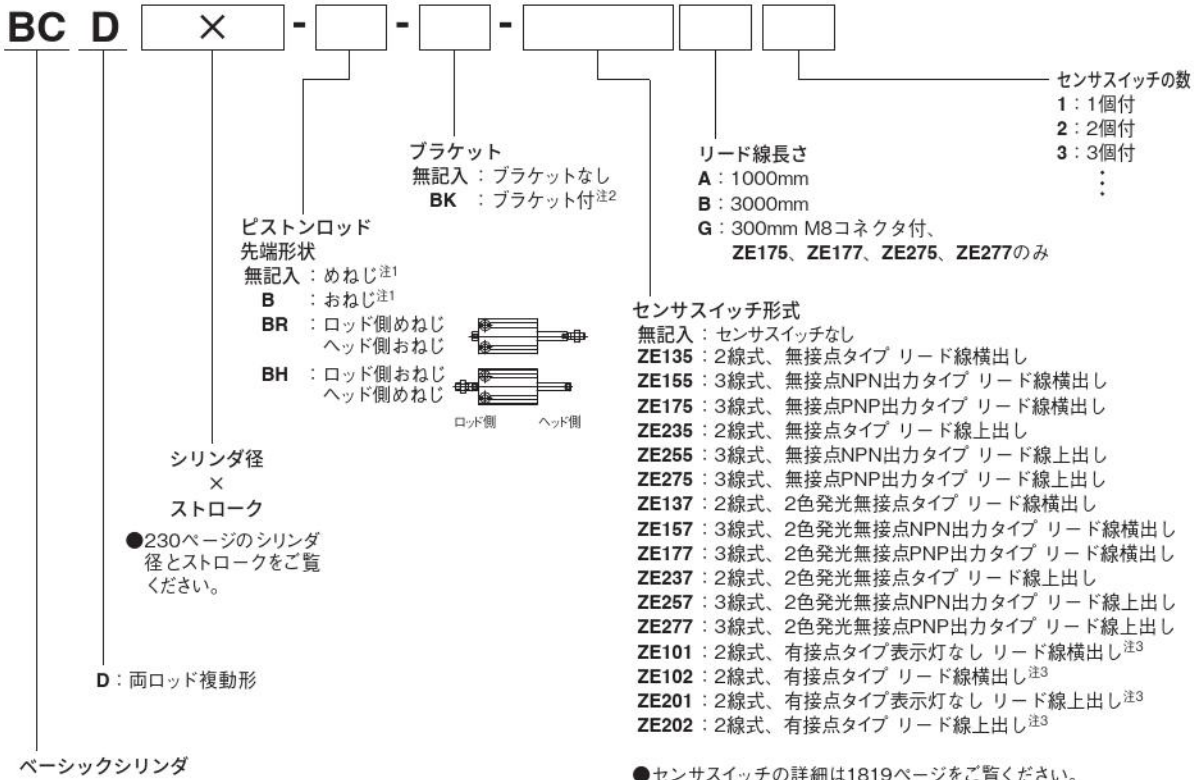 BC D × - - -
センサスイッチの数
1：1個付
2：2個付
3：3個付
⋮
リード線長さ
A：1000mm
B：3000mm
G：300mm M8コネクタ付、
ZE175、ZE177、ZE275、ZE277のみ
ブラケット
無記入：ブラケットなし
BK：ブラケット付注2
ピストンロッド
先端形状
無記入：めねじ注1
B：おねじ注1
BR：ロッド側めねじ
ヘッド側おねじ
BH：ロッド側おねじ
ヘッド側めねじ
ロッド側 ヘッド側
センサスイッチ形式
無記入：センサスイッチなし
ZE135：2線式、無接点タイプ リード線横出し
ZE155：3線式、無接点NPN出力タイプ リード線横出し
ZE175：3線式、無接点PNP出力タイプ リード線横出し
ZE235：2線式、無接点タイプ リード線上出し
ZE255：3線式、無接点NPN出力タイプ リード線上出し
ZE275：3線式、無接点PNP出力タイプ リード線上出し
ZE137：2線式、2色発光無接点タイプ リード線横出し
ZE157：3線式、2色発光無接点NPN出力タイプ リード線横出し
ZE177：3線式、2色発光無接点PNP出力タイプ リード線横出し
ZE237：2線式、2色発光無接点タイプ リード線上出し
ZE257：3線式、2色発光無接点NPN出力タイプ リード線上出し
ZE277：3線式、2色発光無接点PNP出力タイプ リード線上出し
ZE101：2線式、有接点タイプ表示灯なし リード線横出し注3
ZE102：2線式、有接点タイプ リード線横出し注3
ZE201：2線式、有接点タイプ表示灯なし リード線上出し注3
ZE202：2線式、有接点タイプ リード線上出し注3
●センサスイッチの詳細は1819ページをご覧ください。
シリンダ径
×
ストローク
●230ページのシリンダ
径とストロークをご覧
ください。
D：両ロッド複動形
ベーシックシリンダ